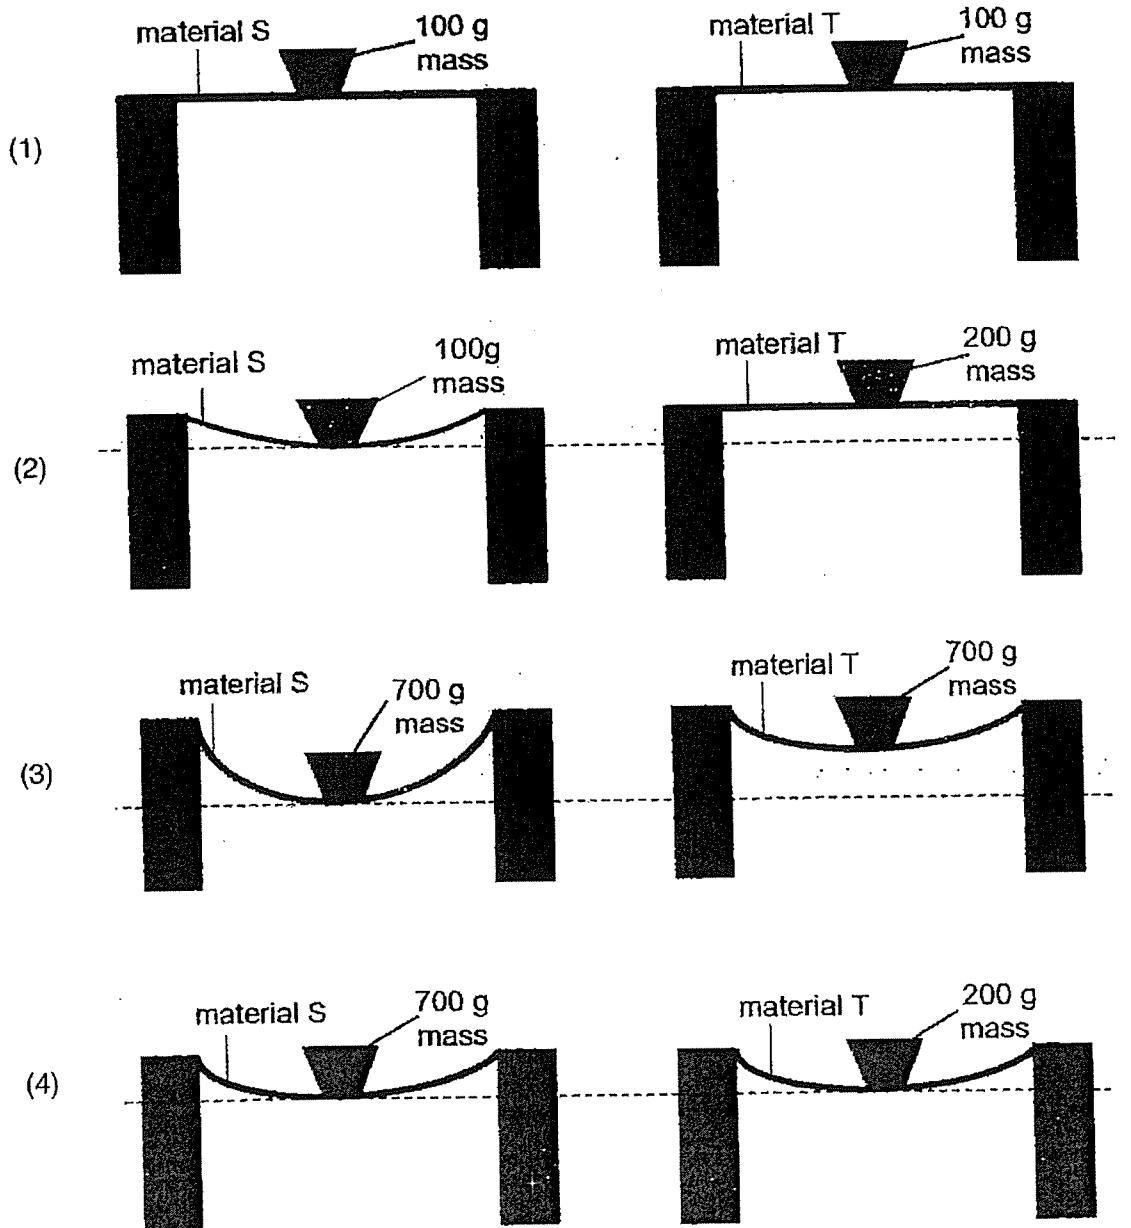 material S
100 g
mass
material T
100 g
mass
(1)
material S
100g
mass
material T
200 g
mass
(2)
material S
700 g
mass
material T
700 g
mass
(3)
material S
700 g
mass
material T
200 g
mass
(4)